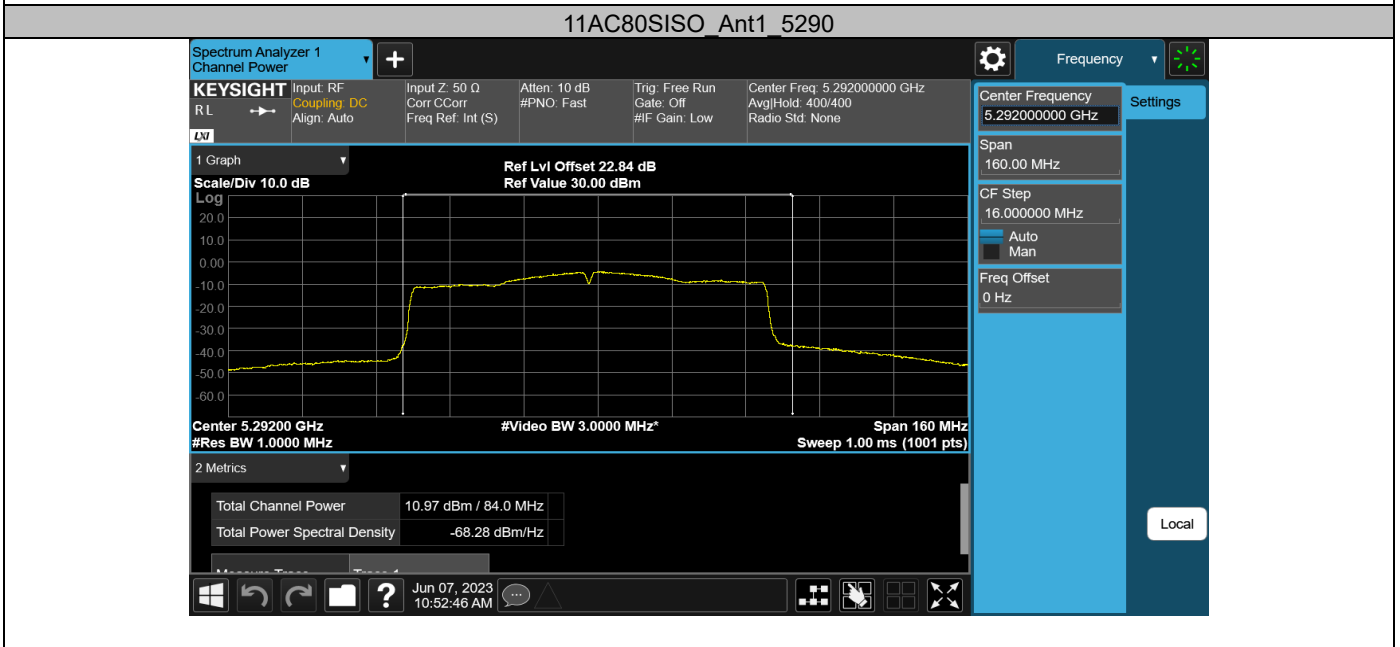 11AC80SISO_Ant1_5290
Spectrum Analyzer 1
Channel Power
+
Frequency
KEYSIGHT
R L
LXI
Input: RF
Coupling: DC
Align: Auto
Input Z: 50 Ω
Corr CCorr
Freq Ref: Int (S)
Atten: 10 dB
#PNO: Fast
Trig: Free Run
Gate: Off
#IF Gain: Low
Center Freq: 5.292000000 GHz
Avg|Hold: 400/400
Radio Std: None
Center Frequency
5.292000000 GHz
Settings
Span
160.00 MHz
CF Step
16.000000 MHz
Auto
Man
Freq Offset
0 Hz
1 Graph
Scale/Div 10.0 dB
Ref Lvl Offset 22.84 dB
Ref Value 30.00 dBm
Log
20.0
10.0
0.00
-10.0
-20.0
-30.0
-40.0
-50.0
-60.0
Center 5.29200 GHz
#Video BW 3.0000 MHz*
Span 160 MHz
#Res BW 1.0000 MHz
Sweep 1.00 ms (1001 pts)
2 Metrics
Total Channel Power 10.97 dBm / 84.0 MHz
Total Power Spectral Density -68.28 dBm/Hz
Measure Trace Trace 1
Local
?
Jun 07, 2023
10:52:46 AM